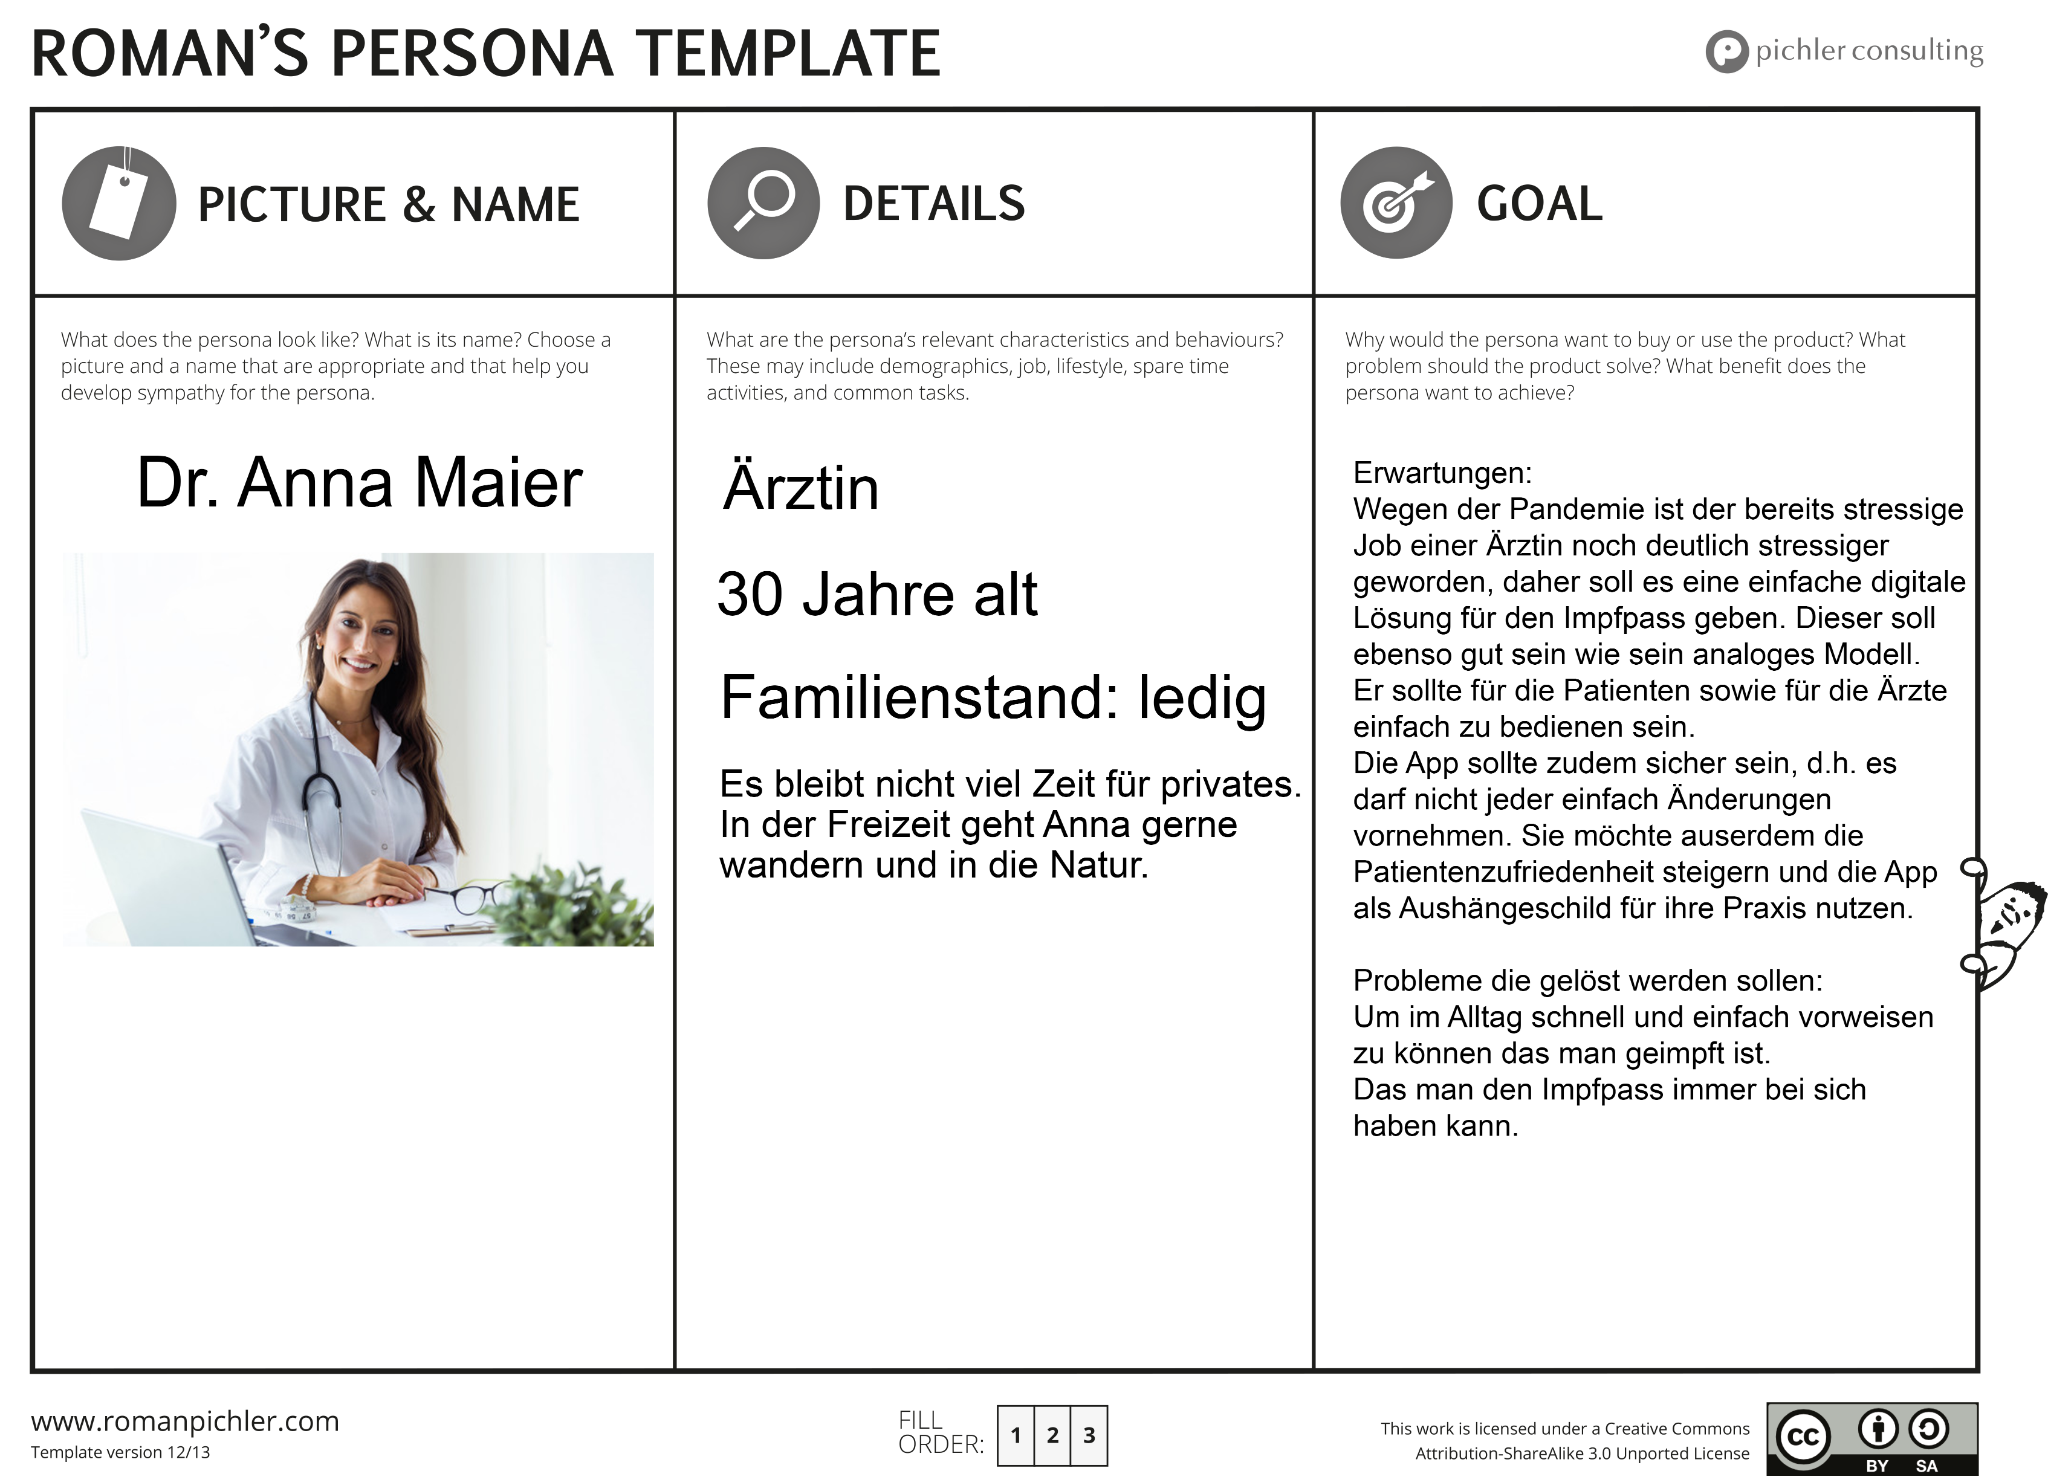 ROMAN’S PERSONA TEMPLATE
pichler consulting
PICTURE & NAME
What does the persona look like? What is its name? Choose a
picture and a name that are appropriate and that help you
develop sympathy for the persona.
Dr. Anna Maier
DETAILS
What are the persona’s relevant characteristics and behaviours?
These may include demographics, job, lifestyle, spare time
activities, and common tasks.
Ärztin
30 Jahre alt
Familienstand: ledig
Es bleibt nicht viel Zeit für privates.
In der Freizeit geht Anna gerne
wandern und in die Natur.
GOAL
Why would the persona want to buy or use the product? What
problem should the product solve? What benefit does the
persona want to achieve?
Erwartungen:
Wegen der Pandemie ist der bereits stressige
Job einer Ärztin noch deutlich stressiger
geworden, daher soll es eine einfache digitale
Lösung für den Impfpass geben. Dieser soll
ebenso gut sein wie sein analoges Modell.
Er sollte für die Patienten sowie für die Ärzte
einfach zu bedienen sein.
Die App sollte zudem sicher sein, d.h. es
darf nicht jeder einfach Änderungen
vornehmen. Sie möchte auserdem die
Patientenzufriedenheit steigern und die App
als Aushängeschild für ihre Praxis nutzen.
Probleme die gelöst werden sollen:
Um im Alltag schnell und einfach vorweisen
zu können das man geimpft ist.
Das man den Impfpass immer bei sich
haben kann.
www.romanpichler.com
Template version 12/13
FILL
ORDER:
1 2 3
This work is licensed under a Creative Commons
Attribution-ShareAlike 3.0 Unported License
cc
BY SA